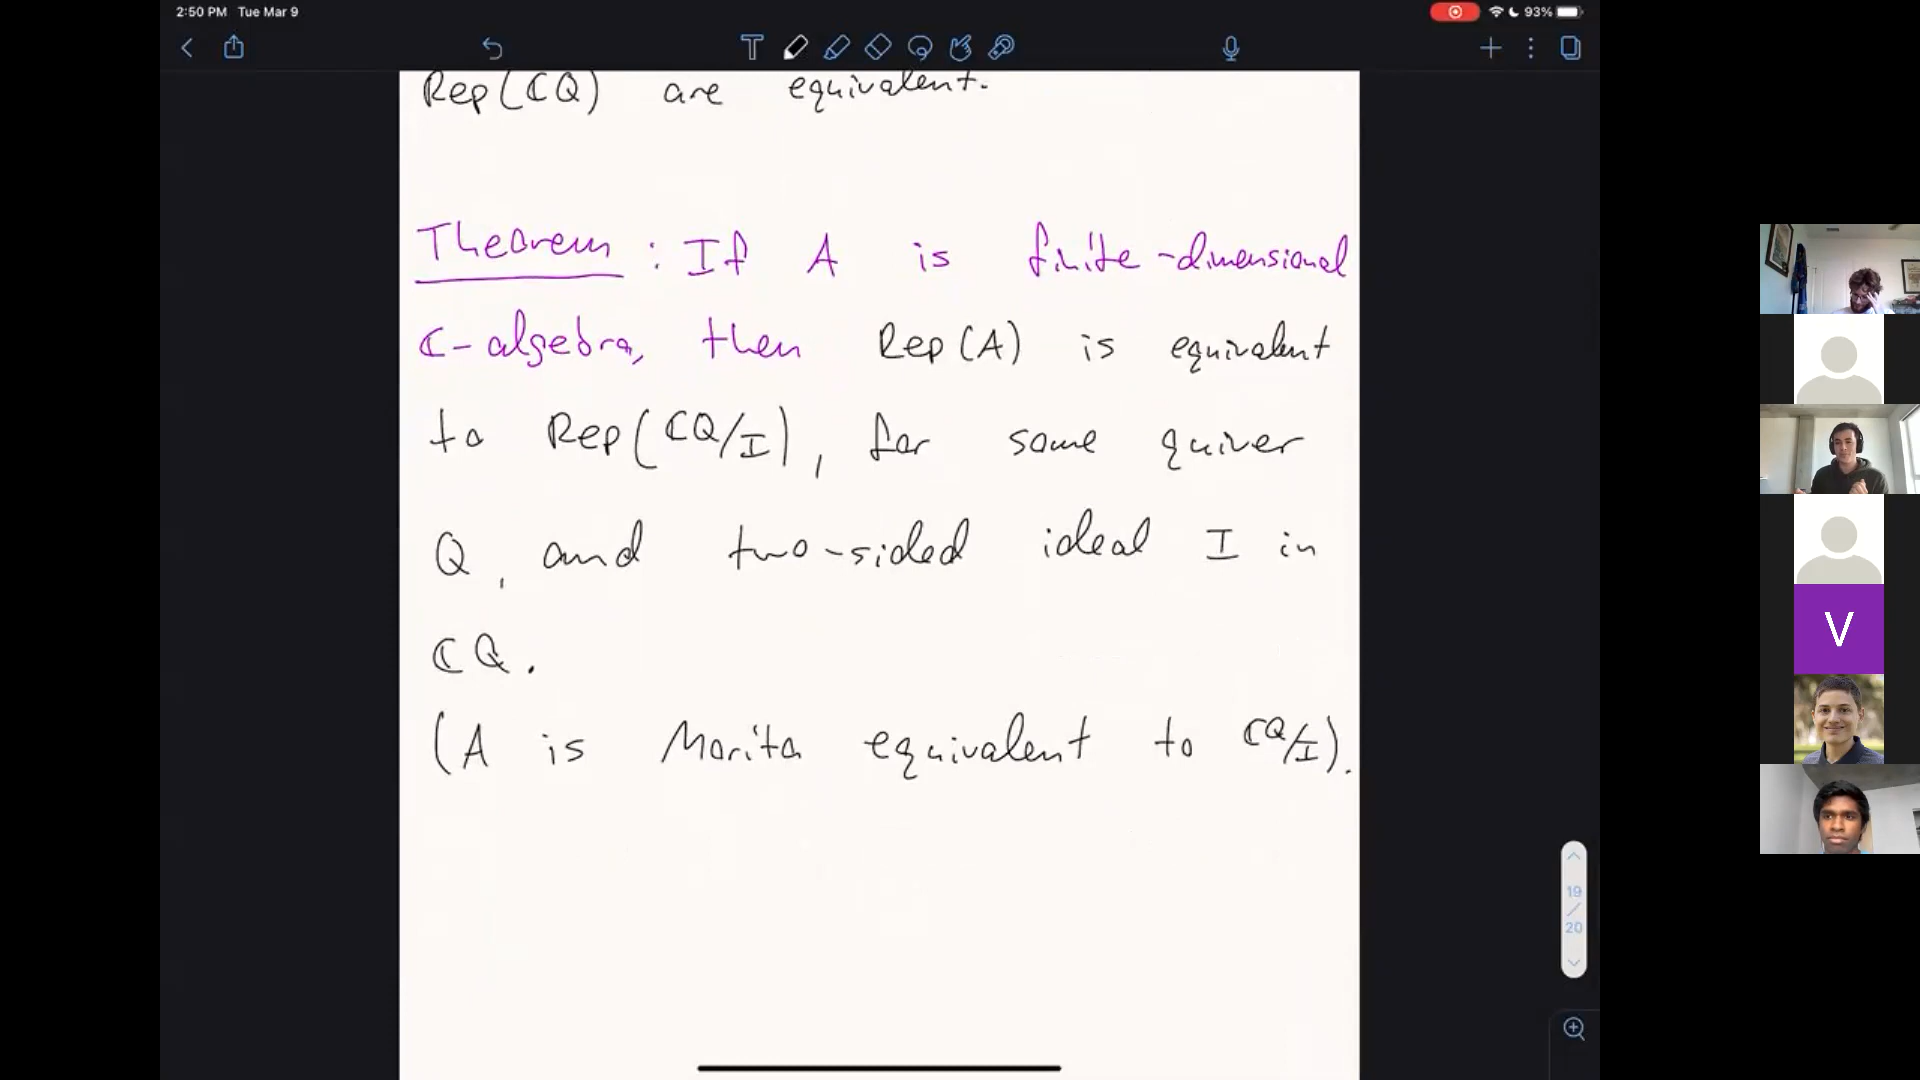 2:50 PM Tue Mar 9
93%
T
Rep(ℂQ) are equivalent.
Theorem: If A is finite-dimensional
ℂ-algebra, then Rep(A) is equivalent
to Rep(ℂQ/I), for some quiver
Q, and two-sided ideal I in
ℂQ.
(A is Morita equivalent to ℂQ/I).
V
19
/
20